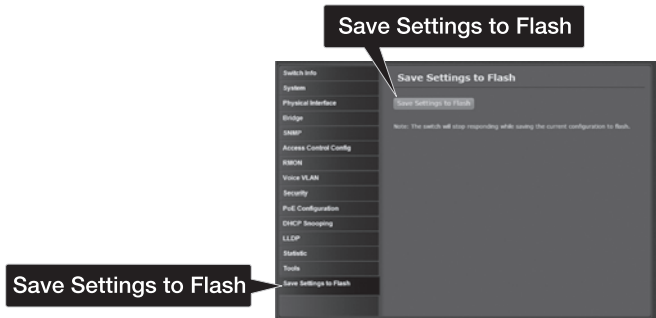 Save Settings to Flash
Switch Info
System
Physical Interface
Bridge
SNMP
Access Control Config
RMON
Voice VLAN
Security
PoE Configuration
DHCP Snooping
LLDP
Statistic
Tools
Save Settings to Flash
Save Settings to Flash
Save Settings to Flash
Note: The switch will stop responding while saving the current configuration to flash.
Save Settings to Flash